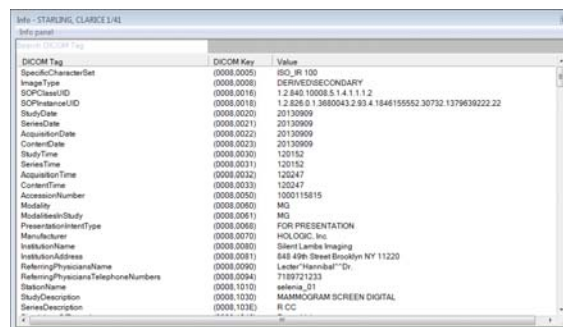 Info - STARLING, CLARICE 1/41
Info panel
Search DICOM Tag
DICOM Tag DICOM Key Value
SpecificCharacterSet (0008,0005) ISO_IR 100
ImageType (0008,0008) DERIVED\SECONDARY
SOPClassUID (0008,0016) 1.2.840.10008.5.1.4.1.1.1.2
SOPInstanceUID (0008,0018) 1.2.826.0.1.3680043.2.93.4.1846155552.30732.1379639222.22
StudyDate (0008,0020) 20130909
SeriesDate (0008,0021) 20130909
AcquisitionDate (0008,0022) 20130909
ContentDate (0008,0023) 20130909
StudyTime (0008,0030) 120152
SeriesTime (0008,0031) 120152
AcquisitionTime (0008,0032) 120247
ContentTime (0008,0033) 120247
AccessionNumber (0008,0050) 1000115815
Modality (0008,0060) MG
ModalitiesInStudy (0008,0061) MG
PresentationIntentType (0008,0068) FOR PRESENTATION
Manufacturer (0008,0070) HOLOGIC, Inc.
InstitutionName (0008,0080) Silent Lambs Imaging
InstitutionAddress (0008,0081) 848 49th Street Brooklyn NY 11220
ReferringPhysiciansName (0008,0090) Lecter^Hannibal^^Dr.
ReferringPhysiciansTelephoneNumbers (0008,0094) 7189721233
StationName (0008,1010) selenia_01
StudyDescription (0008,1030) MAMMOGRAM SCREEN DIGITAL
SeriesDescription (0008,103E) R CC